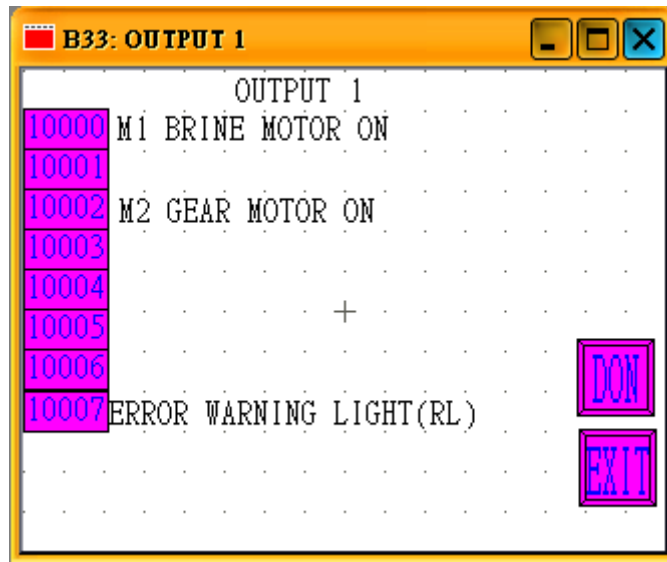 B33: OUTPUT 1
OUTPUT 1
10000 M1 BRINE MOTOR ON
10001
10002 M2 GEAR MOTOR ON
10003
10004
10005
10006
10007 ERROR WARNING LIGHT(RL)
DON
EXIT